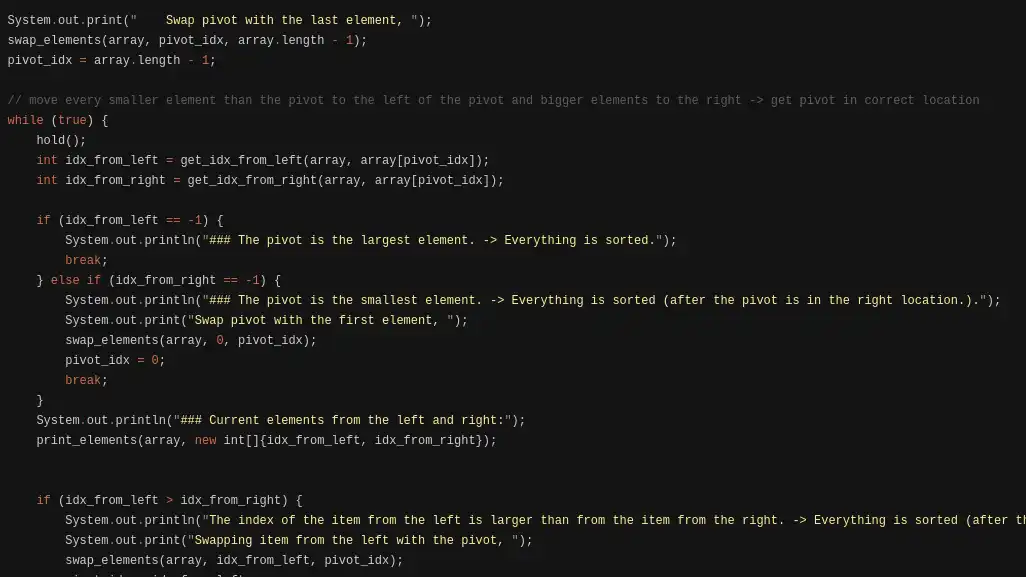 System.out.print("    Swap pivot with the last element, ");
swap_elements(array, pivot_idx, array.length - 1);
pivot_idx = array.length - 1;
// move every smaller element than the pivot to the left of the pivot and bigger elements to the right -> get pivot in correct location
while (true) {
    hold();
    int idx_from_left = get_idx_from_left(array, array[pivot_idx]);
    int idx_from_right = get_idx_from_right(array, array[pivot_idx]);
    if (idx_from_left == -1) {
        System.out.println("### The pivot is the largest element. -> Everything is sorted.");
        break;
    } else if (idx_from_right == -1) {
        System.out.println("### The pivot is the smallest element. -> Everything is sorted (after the pivot is in the right location.).");
        System.out.print("Swap pivot with the first element, ");
        swap_elements(array, 0, pivot_idx);
        pivot_idx = 0;
        break;
    }
    System.out.println("### Current elements from the left and right:");
    print_elements(array, new int[]{idx_from_left, idx_from_right});
    if (idx_from_left > idx_from_right) {
        System.out.println("The index of the item from the left is larger than from the item from the right. -> Everything is sorted (after
        System.out.print("Swapping item from the left with the pivot, ");
        swap_elements(array, idx_from_left, pivot_idx);